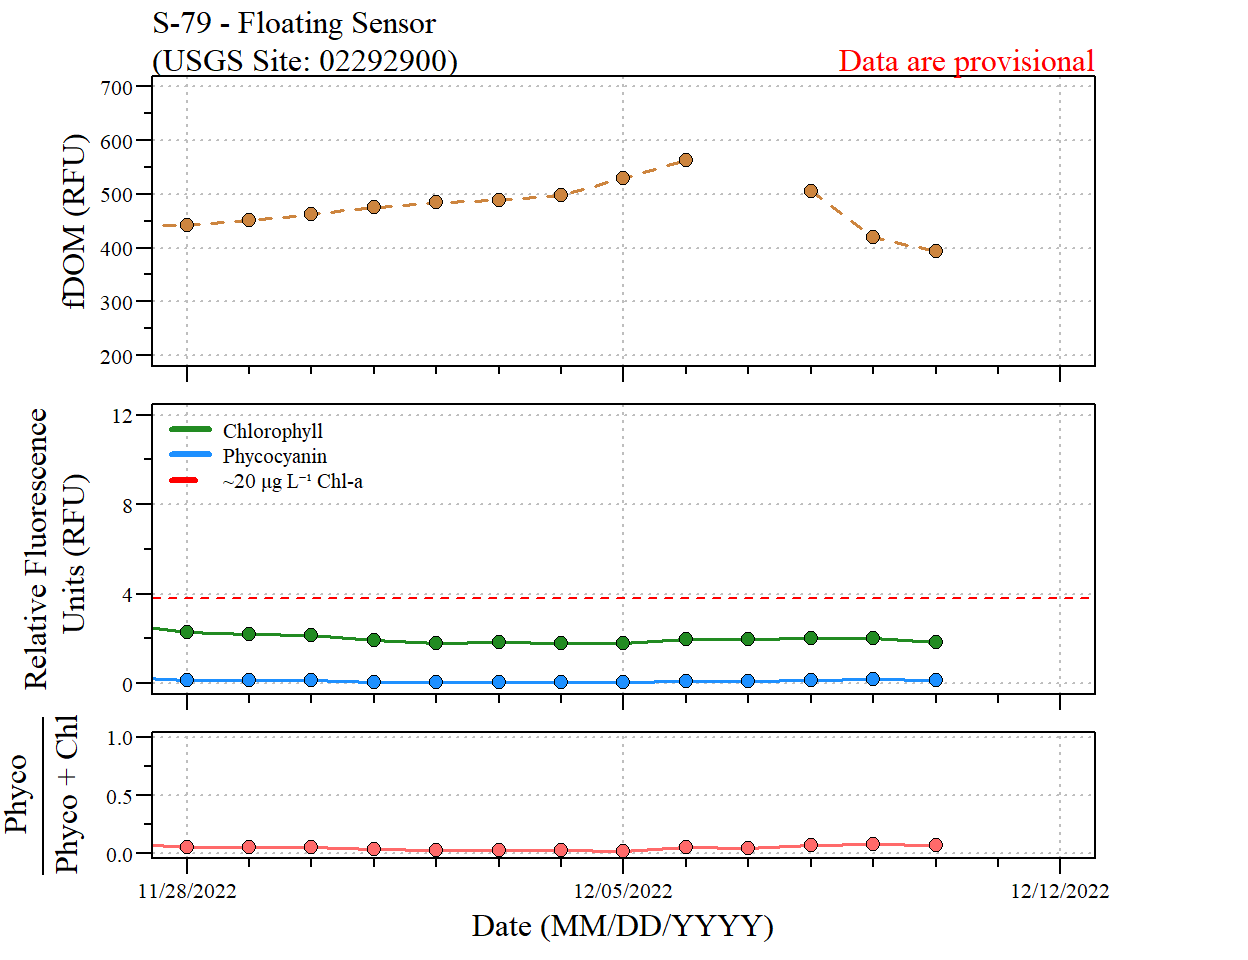 S-79 - Floating Sensor
(USGS Site: 02292900)
Data are provisional
700
600
500
400
300
200
fDOM (RFU)
12
8
4
0
Relative Fluorescence
Units (RFU)
Chlorophyll
Phycocyanin
~20 µg L⁻¹ Chl-a
1.0
0.5
0.0
Phyco
Phyco + Chl
11/28/2022
12/05/2022
12/12/2022
Date (MM/DD/YYYY)